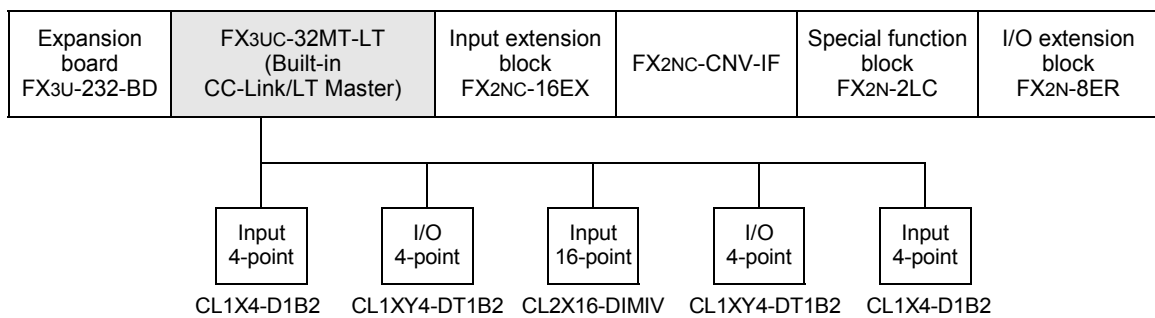 Expansion
board
FX3U-232-BD
FX3UC-32MT-LT
(Built-in
CC-Link/LT Master)
Input extension
block
FX2NC-16EX
FX2NC-CNV-IF
Special function
block
FX2N-2LC
I/O extension
block
FX2N-8ER
Input
4-point
I/O
4-point
Input
16-point
I/O
4-point
Input
4-point
CL1X4-D1B2
CL1XY4-DT1B2
CL2X16-DIMIV
CL1XY4-DT1B2
CL1X4-D1B2